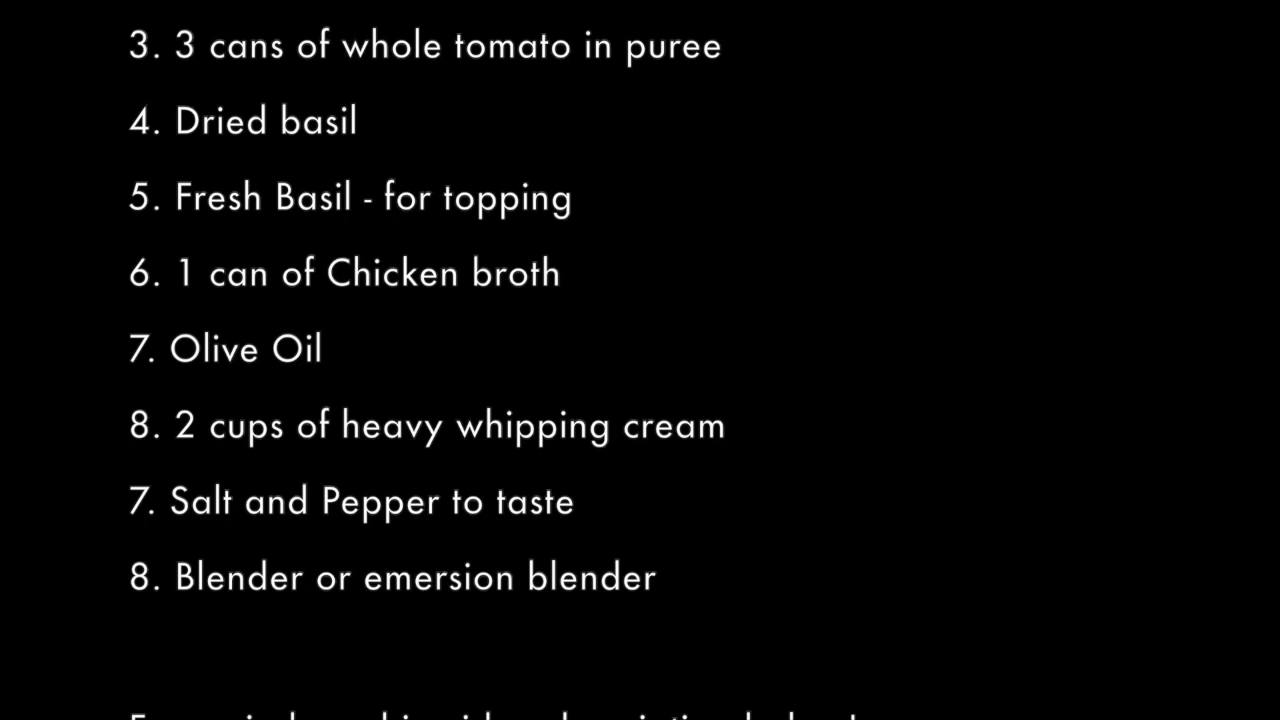 3. 3 cans of whole tomato in puree
4. Dried basil
5. Fresh Basil - for topping
6. 1 can of Chicken broth
7. Olive Oil
8. 2 cups of heavy whipping cream
7. Salt and Pepper to taste
8. Blender or emersion blender